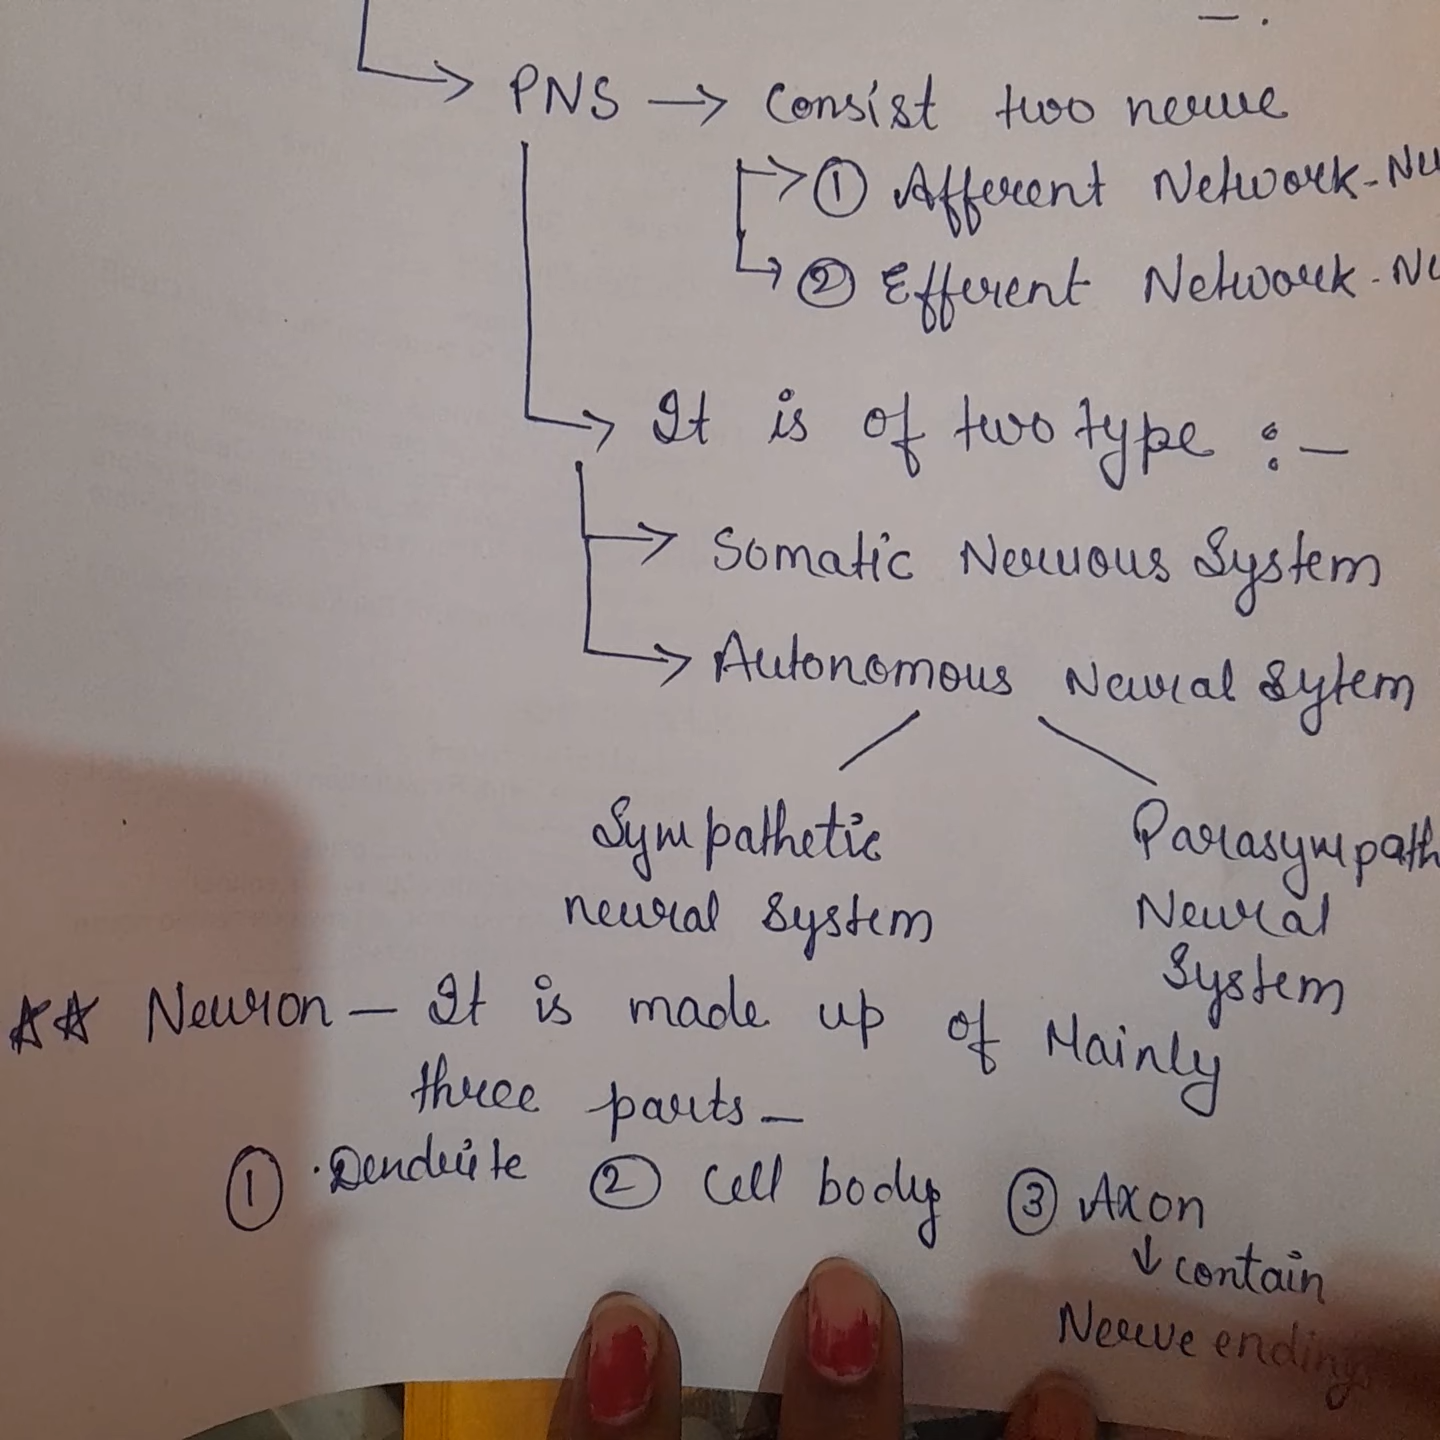 PNS → Consist two nerve
→ ① Afferent Network-
→ ② Efferent Network-
→ It is of two type :-
→ Somatic Nervous System
→ Autonomous Neural Sytem
Sympathetic
neural system
Parasympath
Neural
System
☆☆ Neuron - It is made up of Mainly
three parts -
① Dendrite ② Cell body ③ Axon
↓ contain
Nerve ending